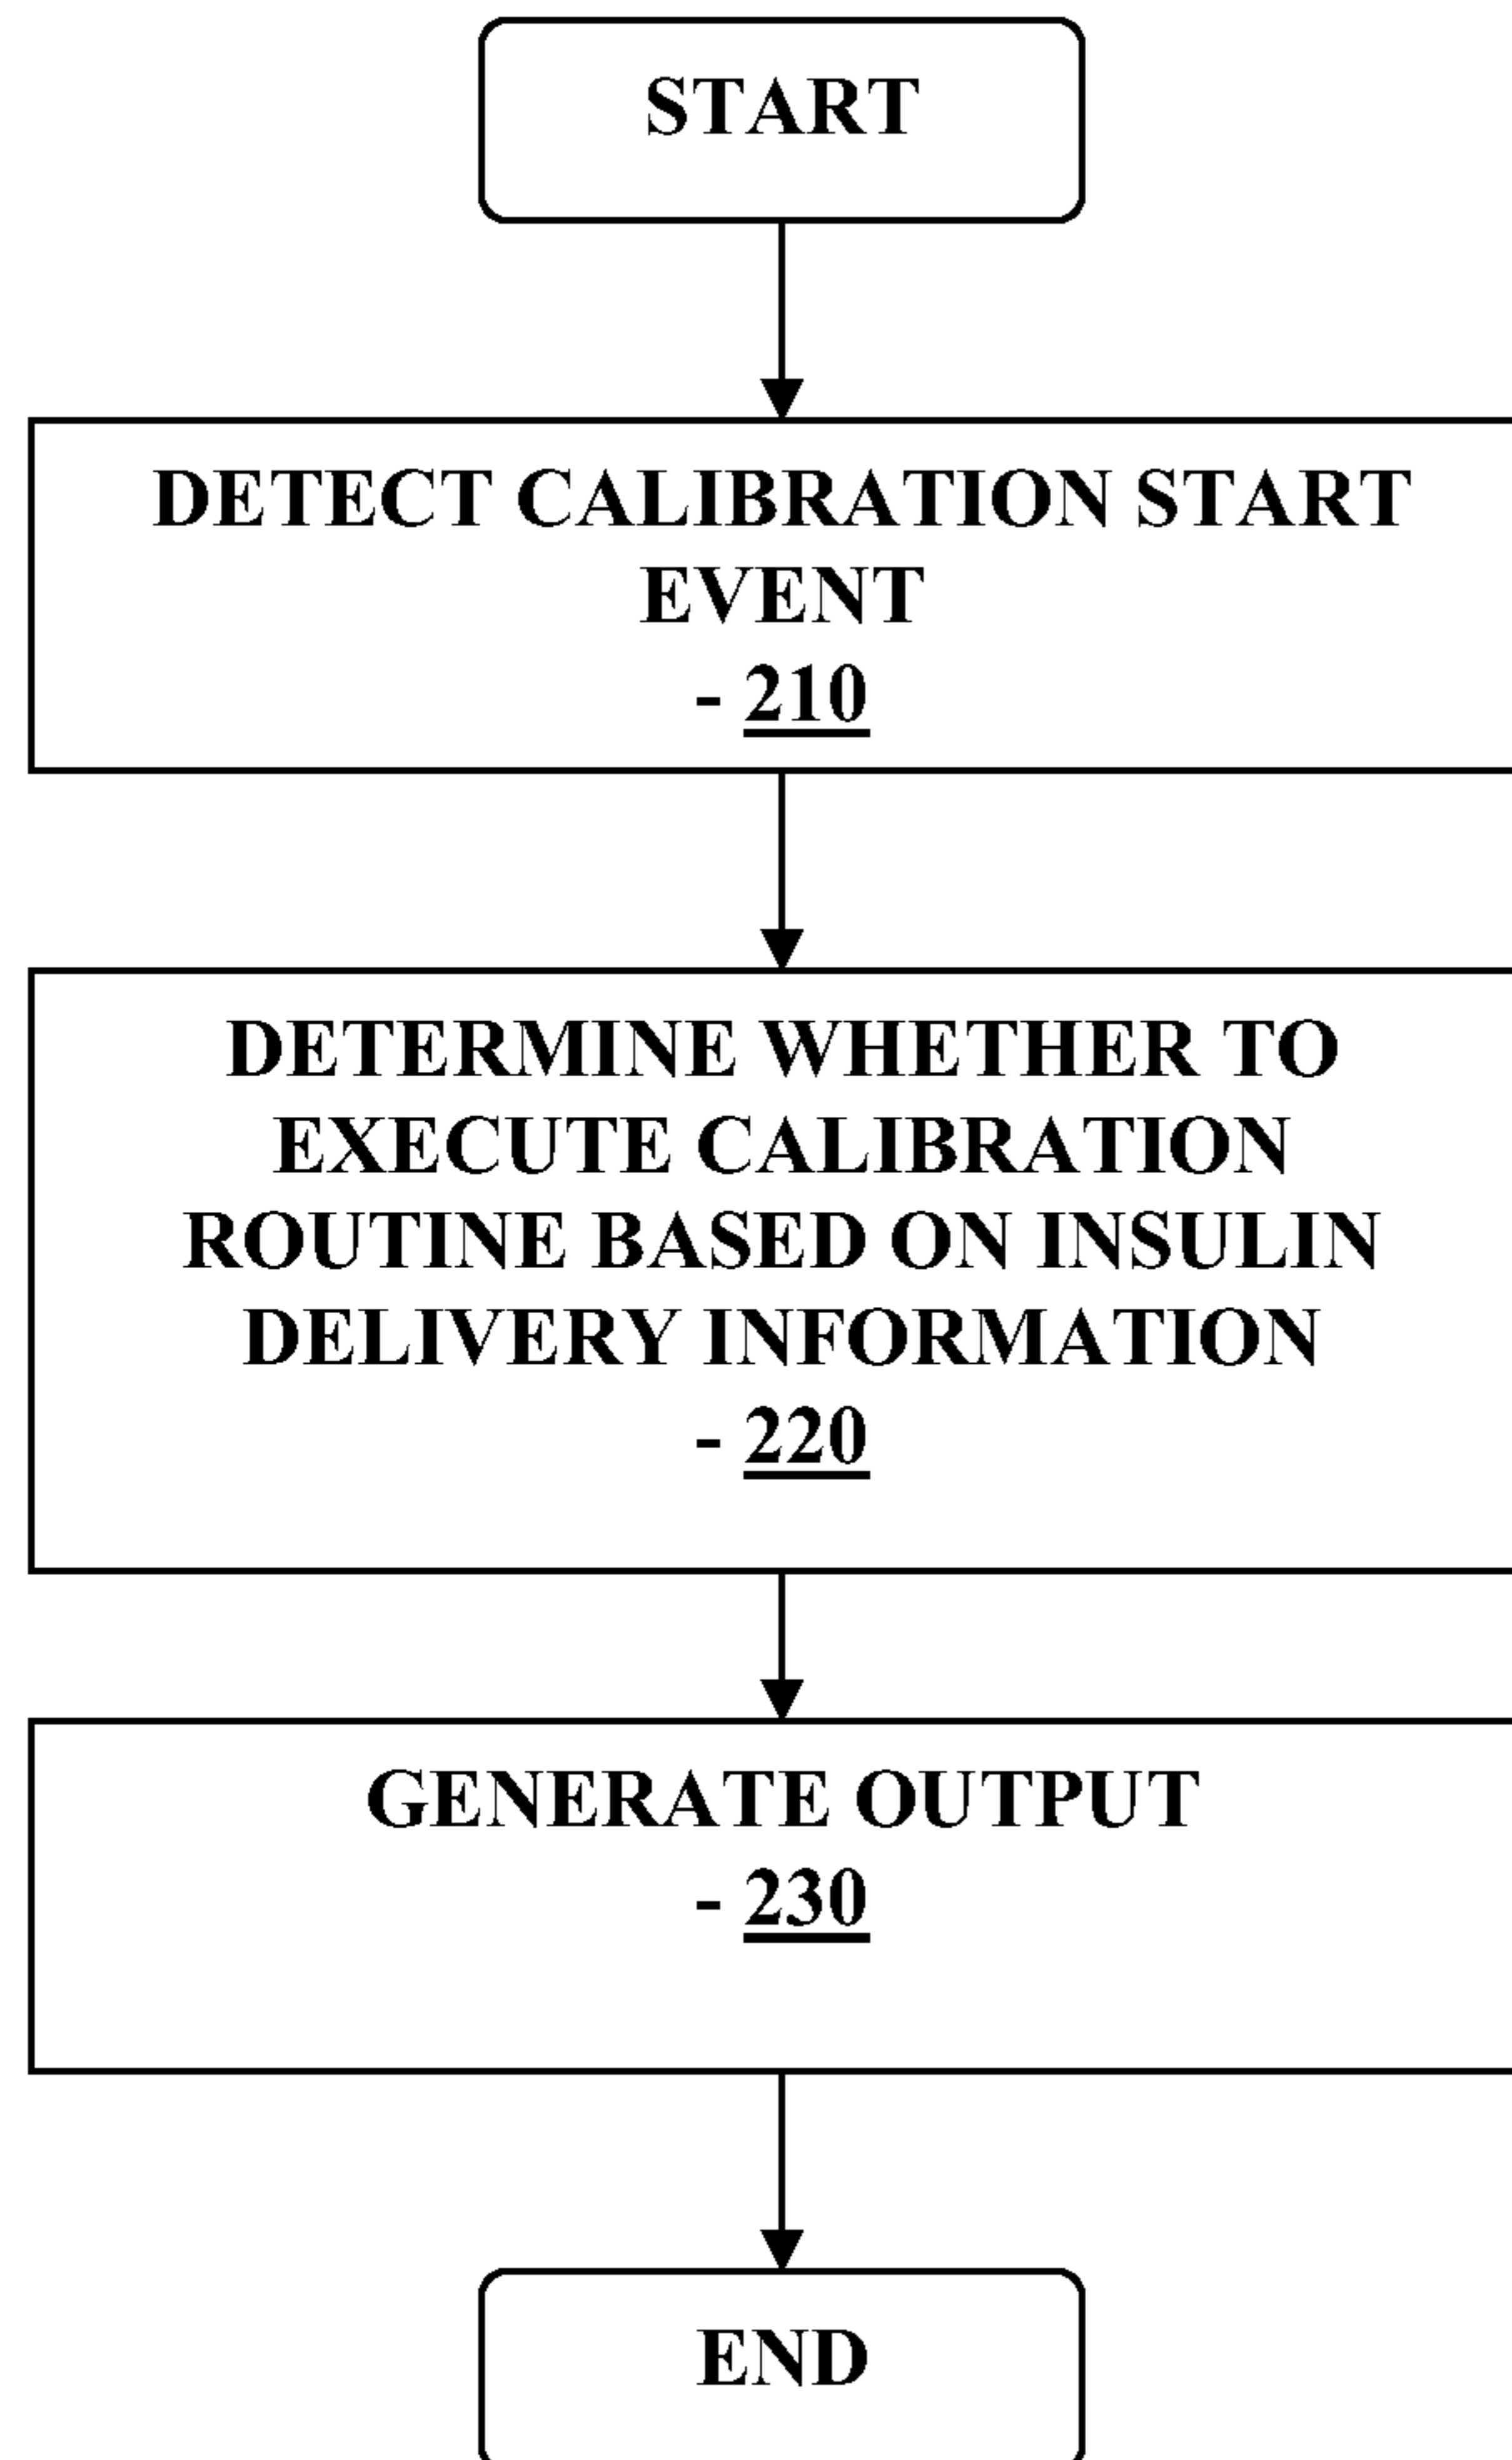 START
DETECT CALIBRATION START
EVENT
- 210
DETERMINE WHETHER TO
EXECUTE CALIBRATION
ROUTINE BASED ON INSULIN
DELIVERY INFORMATION
- 220
GENERATE OUTPUT
- 230
END